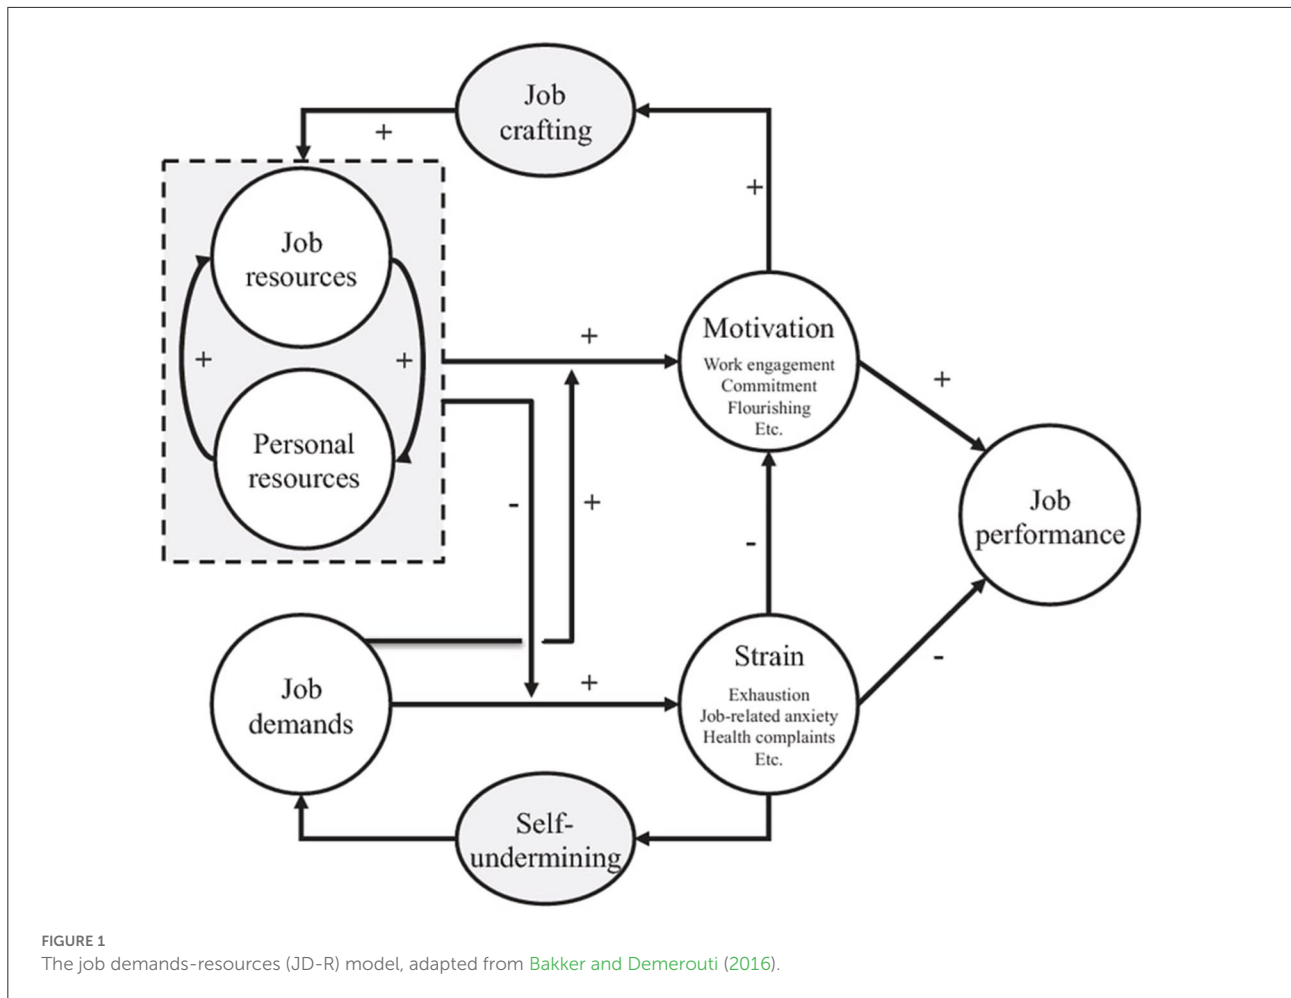 Job
crafting
+
+
Job
resources
+
+
Personal
resources
+
Motivation
Work engagement
Commitment
Flourishing
Etc.
+
-
+
-
Job
performance
Job
demands
+
Strain
Exhaustion
Job-related anxiety
Health complaints
Etc.
-
Self-
undermining
FIGURE 1
The job demands-resources (JD-R) model, adapted from Bakker and Demerouti (2016).